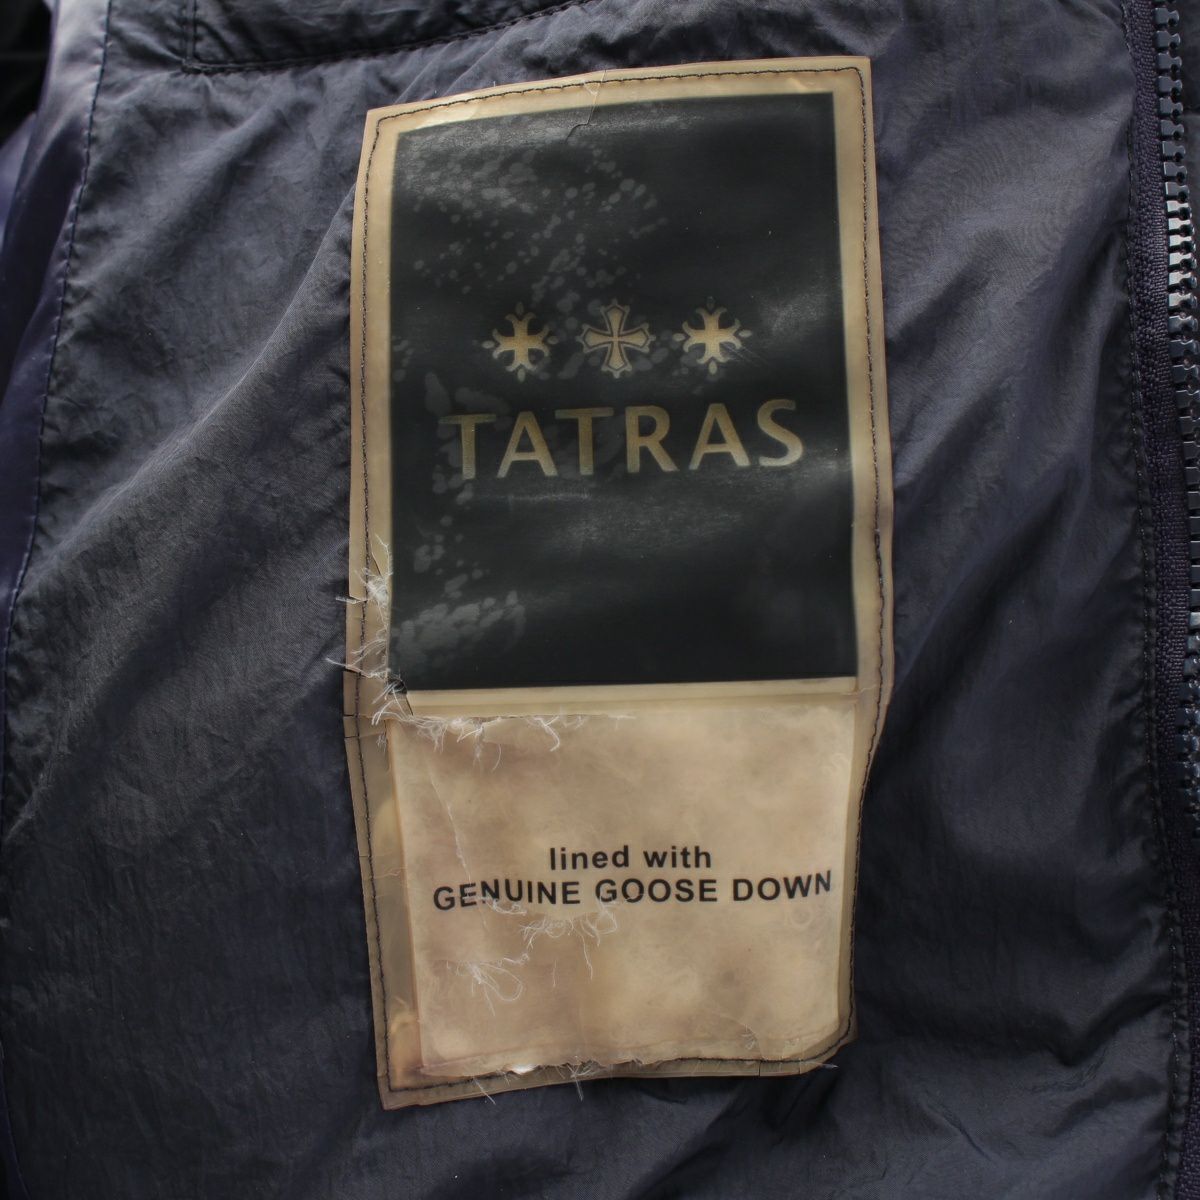 TATRAS
lined with
GENUINE GOOSE DOWN